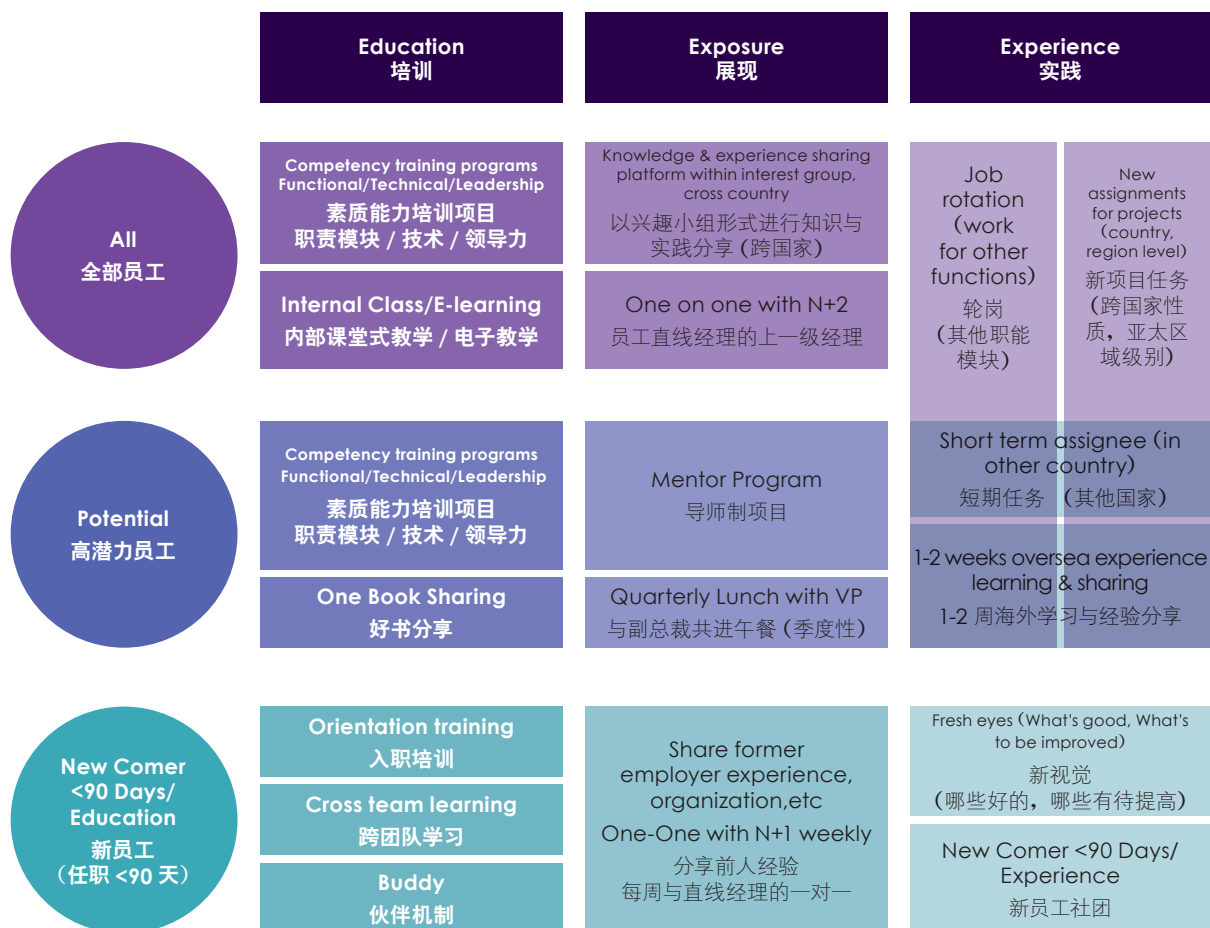 Education
培训
Exposure
展现
Experience
实践
All
全部员工
Competency training programs
Functional/Technical/Leadership
素质能力培训项目
职责模块 / 技术 / 领导力
Internal Class/E-learning
内部课堂式教学 / 电子教学
Knowledge & experience sharing
platform within interest group,
cross country
以兴趣小组形式进行知识与
实践分享（跨国家）
One on one with N+2
员工直线经理的上一级经理
Job
rotation
(work
for other
functions)
轮岗
（其他职能
模块）
New
assignments
for projects
(country,
region level)
新项目任务
（跨国家性
质，亚太区
域级别）
Potential
高潜力员工
Competency training programs
Functional/Technical/Leadership
素质能力培训项目
职责模块 / 技术 / 领导力
One Book Sharing
好书分享
Mentor Program
导师制项目
Quarterly Lunch with VP
与副总裁共进午餐（季度性）
Short term assignee (in
other country)
短期任务 （其他国家）
1-2 weeks oversea experience
learning & sharing
1-2 周海外学习与经验分享
New Comer
<90 Days/
Education
新员工
（任职 <90 天）
Orientation training
入职培训
Cross team learning
跨团队学习
Buddy
伙伴机制
Share former
employer experience,
organization,etc
One-One with N+1 weekly
分享前人经验
每周与直线经理的一对一
Fresh eyes (What's good, What's
to be improved)
新视觉
（哪些好的，哪些有待提高）
New Comer <90 Days/
Experience
新员工社团